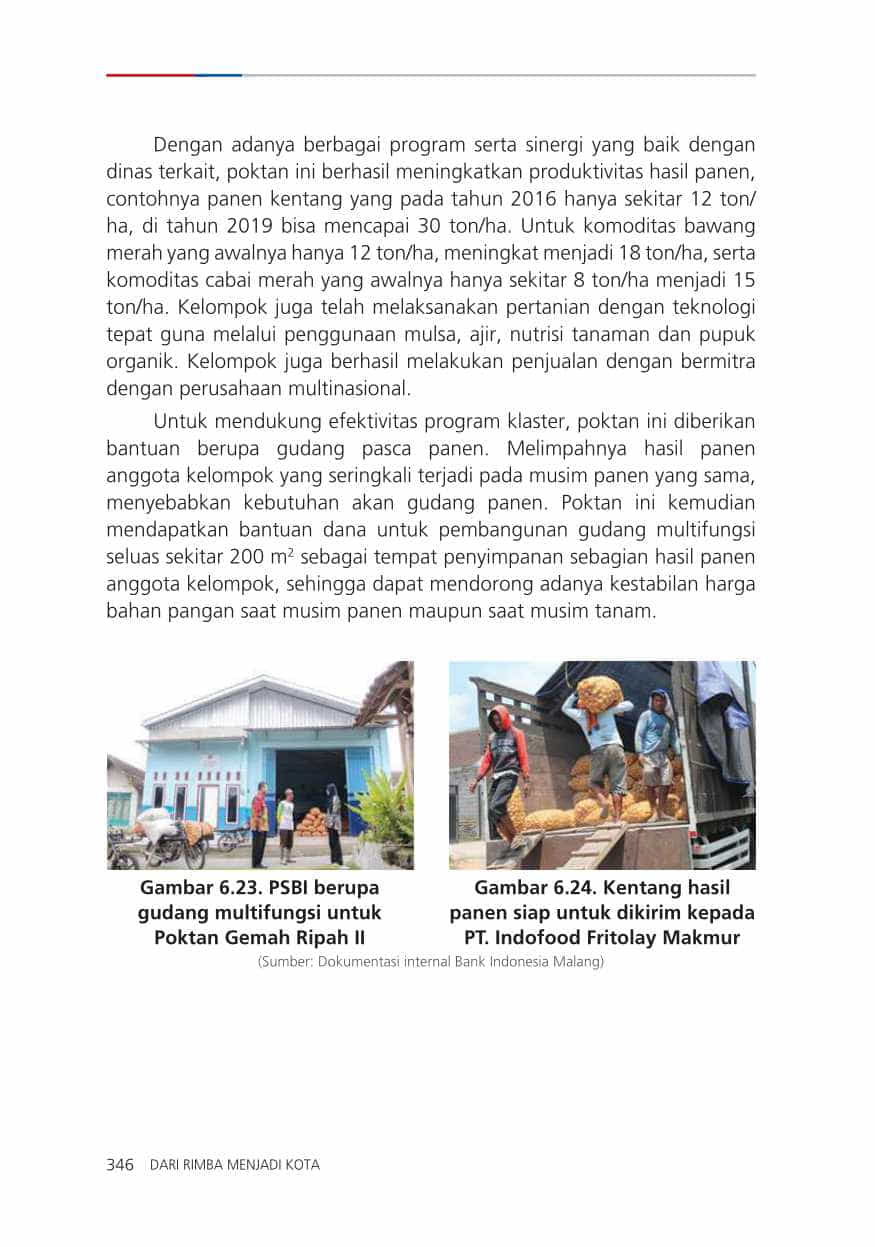 Dengan adanya berbagai program serta sinergi yang baik dengan
dinas terkait, poktan ini berhasil meningkatkan produktivitas hasil panen,
contohnya panen kentang yang pada tahun 2016 hanya sekitar 12 ton/
ha, di tahun 2019 bisa mencapai 30 ton/ha. Untuk komoditas bawang
merah yang awalnya hanya 12 ton/ha, meningkat menjadi 18 ton/ha, serta
komoditas cabai merah yang awalnya hanya sekitar 8 ton/ha menjadi 15
ton/ha. Kelompok juga telah melaksanakan pertanian dengan teknologi
tepat guna melalui penggunaan mulsa, ajir, nutrisi tanaman dan pupuk
organik. Kelompok juga berhasil melakukan penjualan dengan bermitra
dengan perusahaan multinasional.
Untuk mendukung efektivitas program klaster, poktan ini diberikan
bantuan berupa gudang pasca panen. Melimpahnya hasil panen
anggota kelompok yang seringkali terjadi pada musim panen yang sama,
menyebabkan kebutuhan akan gudang panen. Poktan ini kemudian
mendapatkan bantuan dana untuk pembangunan gudang multifungsi
seluas sekitar 200 m² sebagai tempat penyimpanan sebagian hasil panen
anggota kelompok, sehingga dapat mendorong adanya kestabilan harga
bahan pangan saat musim panen maupun saat musim tanam.
Gambar 6.23. PSBI berupa
gudang multifungsi untuk
Poktan Gemah Ripah II
Gambar 6.24. Kentang hasil
panen siap untuk dikirim kepada
PT. Indofood Fritolay Makmur
(Sumber: Dokumentasi internal Bank Indonesia Malang)
346 DARI RIMBA MENJADI KOTA